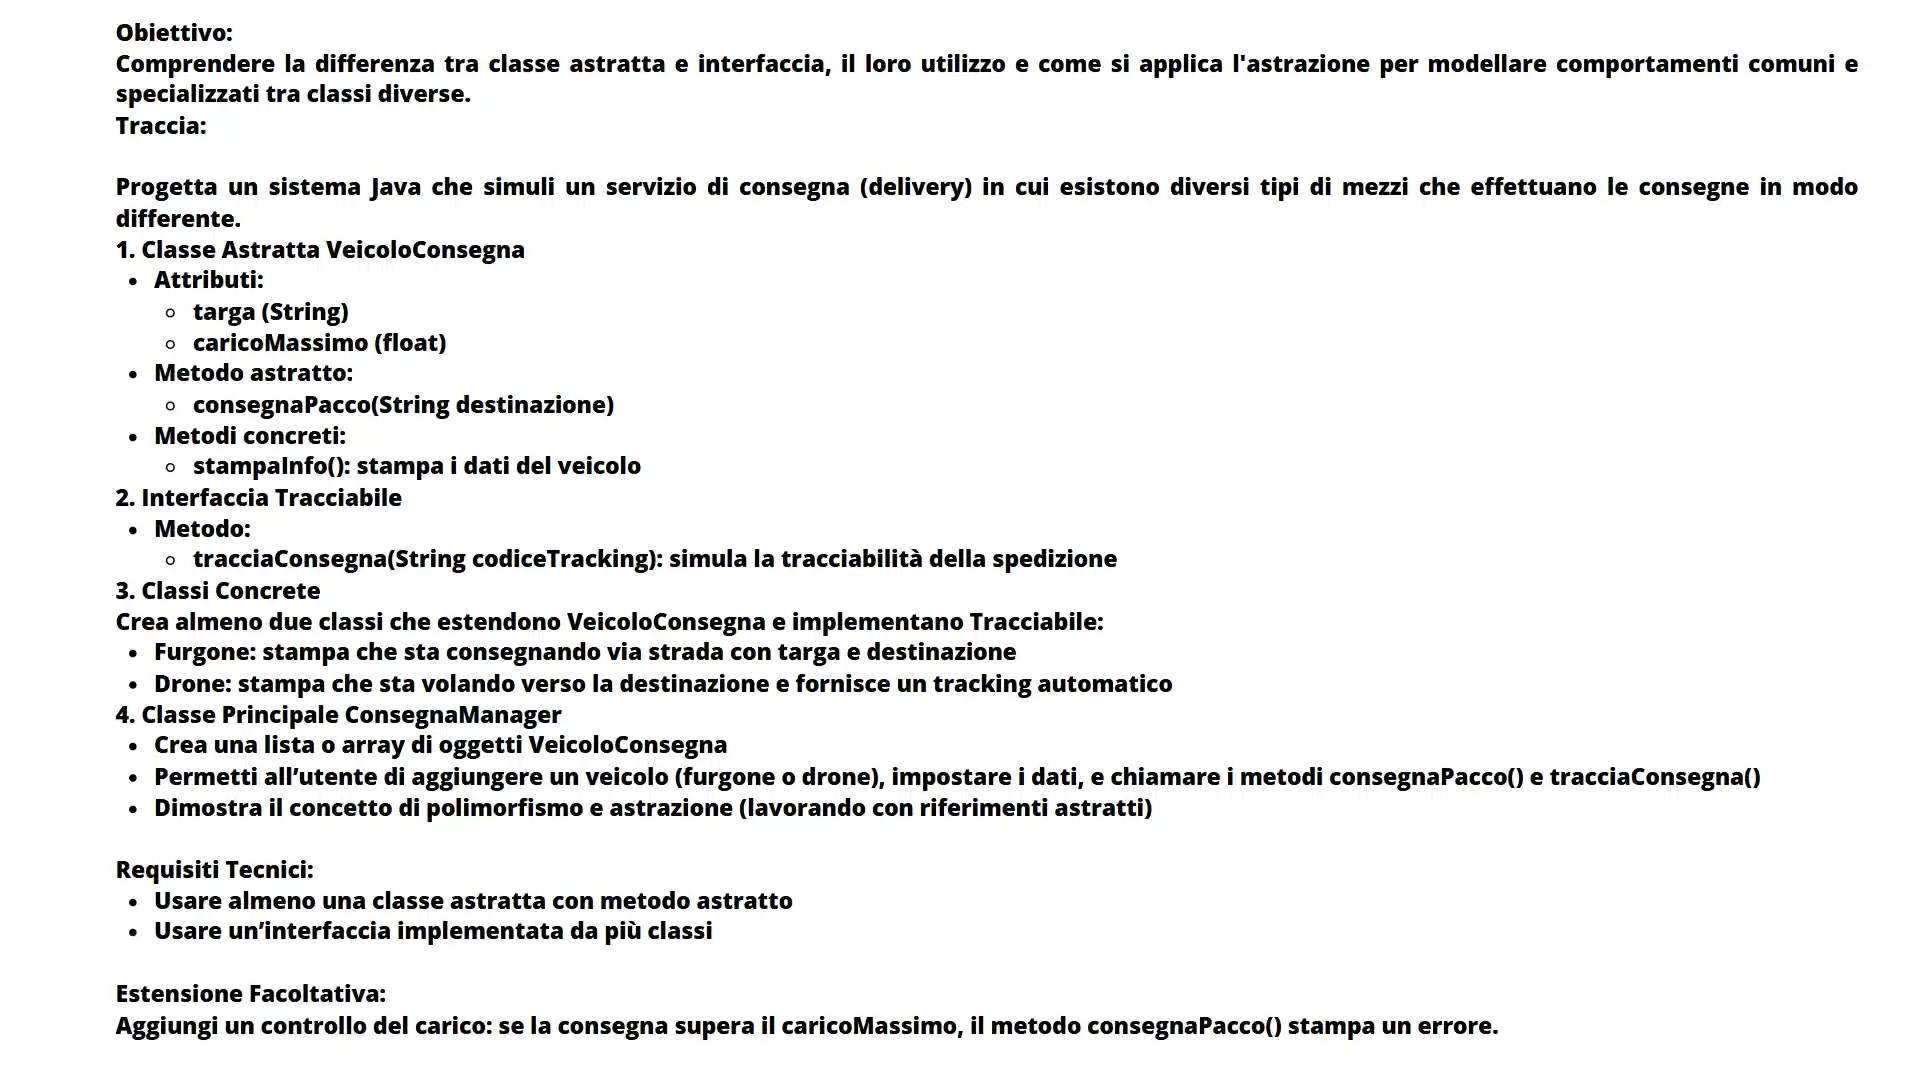 Obiettivo:
Comprendere la differenza tra classe astratta e interfaccia, il loro utilizzo e come si applica l'astrazione per modellare comportamenti comuni e
specializzati tra classi diverse.
Traccia:
Progetta un sistema Java che simuli un servizio di consegna (delivery) in cui esistono diversi tipi di mezzi che effettuano le consegne in modo
differente.
1. Classe Astratta VeicoloConsegna
• Attributi:
◦ targa (String)
◦ caricoMassimo (float)
• Metodo astratto:
◦ consegnaPacco(String destinazione)
• Metodi concreti:
◦ stampaInfo(): stampa i dati del veicolo
2. Interfaccia Tracciabile
• Metodo:
◦ tracciaConsegna(String codiceTracking): simula la tracciabilità della spedizione
3. Classi Concrete
Crea almeno due classi che estendono VeicoloConsegna e implementano Tracciabile:
• Furgone: stampa che sta consegnando via strada con targa e destinazione
• Drone: stampa che sta volando verso la destinazione e fornisce un tracking automatico
4. Classe Principale ConsegnaManager
• Crea una lista o array di oggetti VeicoloConsegna
• Permetti all’utente di aggiungere un veicolo (furgone o drone), impostare i dati, e chiamare i metodi consegnaPacco() e tracciaConsegna()
• Dimostra il concetto di polimorfismo e astrazione (lavorando con riferimenti astratti)
Requisiti Tecnici:
• Usare almeno una classe astratta con metodo astratto
• Usare un’interfaccia implementata da più classi
Estensione Facoltativa:
Aggiungi un controllo del carico: se la consegna supera il caricoMassimo, il metodo consegnaPacco() stampa un errore.